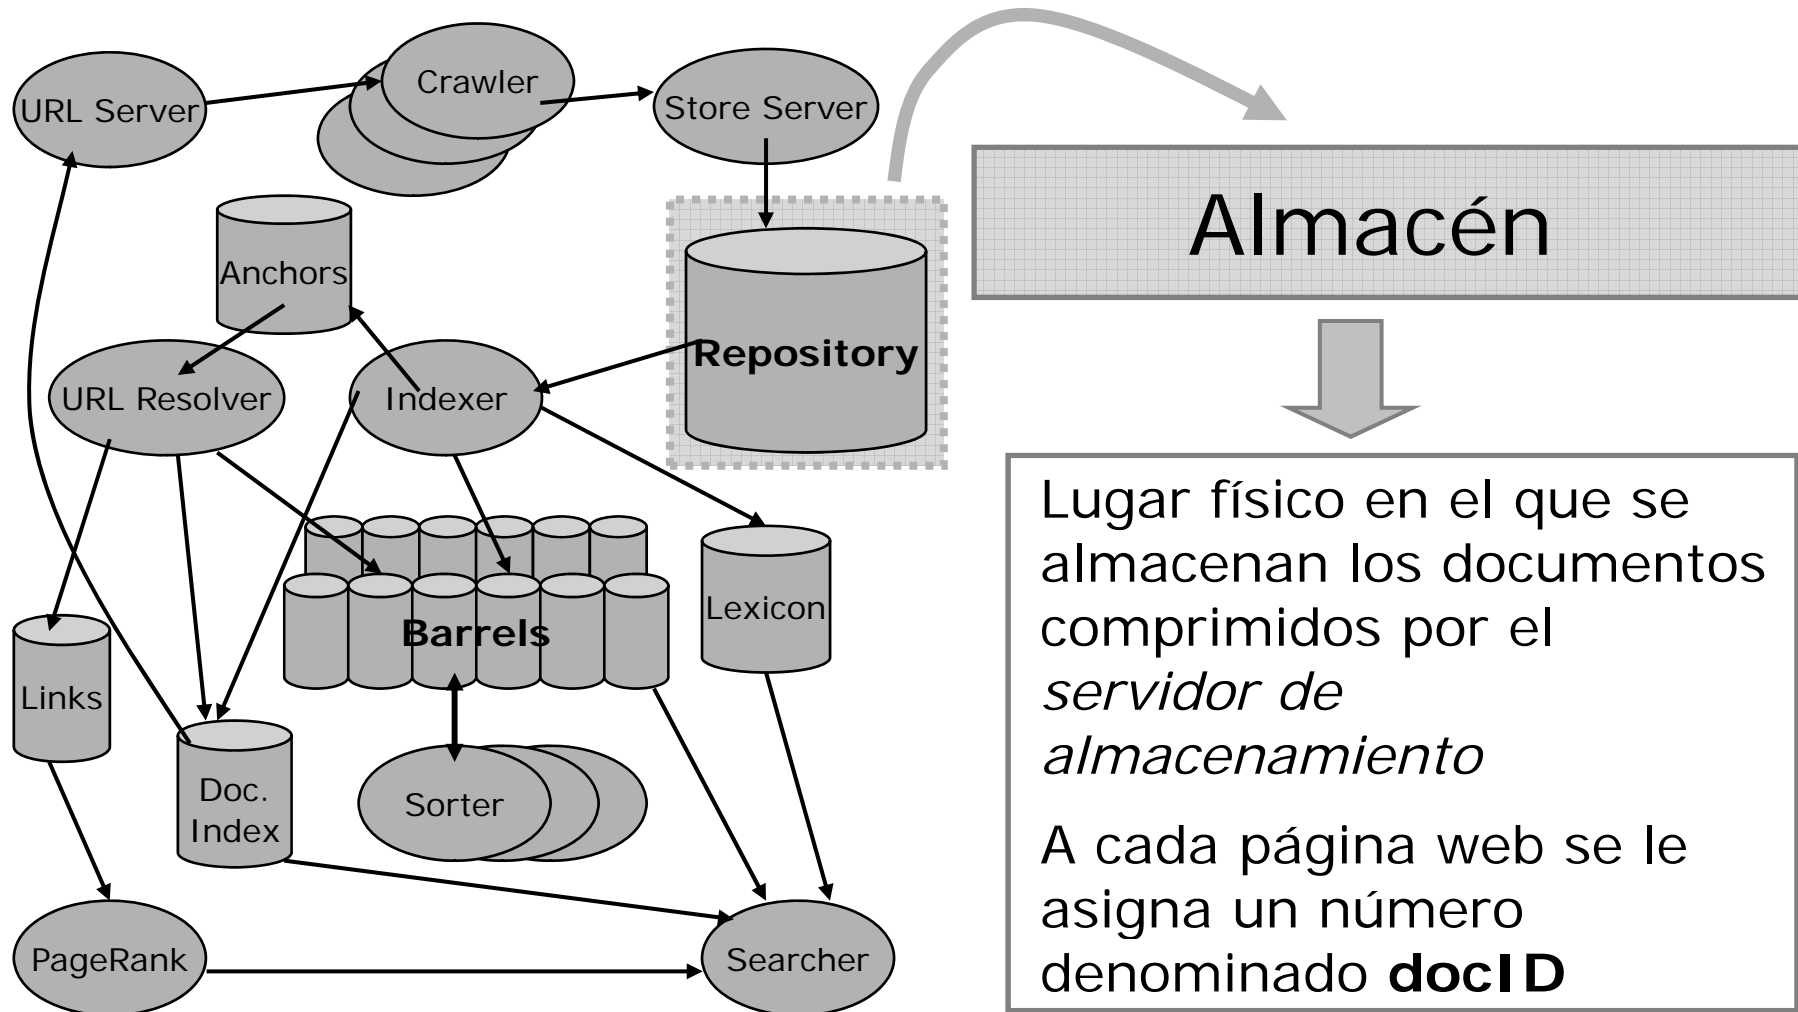 URL Server
Crawler
Store Server
Almacén
Anchors
Repository
URL Resolver
Indexer
Barrels
Lexicon
Links
Doc.
Index
Sorter
PageRank
Searcher
Lugar físico en el que se
almacenan los documentos
comprimidos por el
servidor de
almacenamiento
A cada página web se le
asigna un número
denominado docID